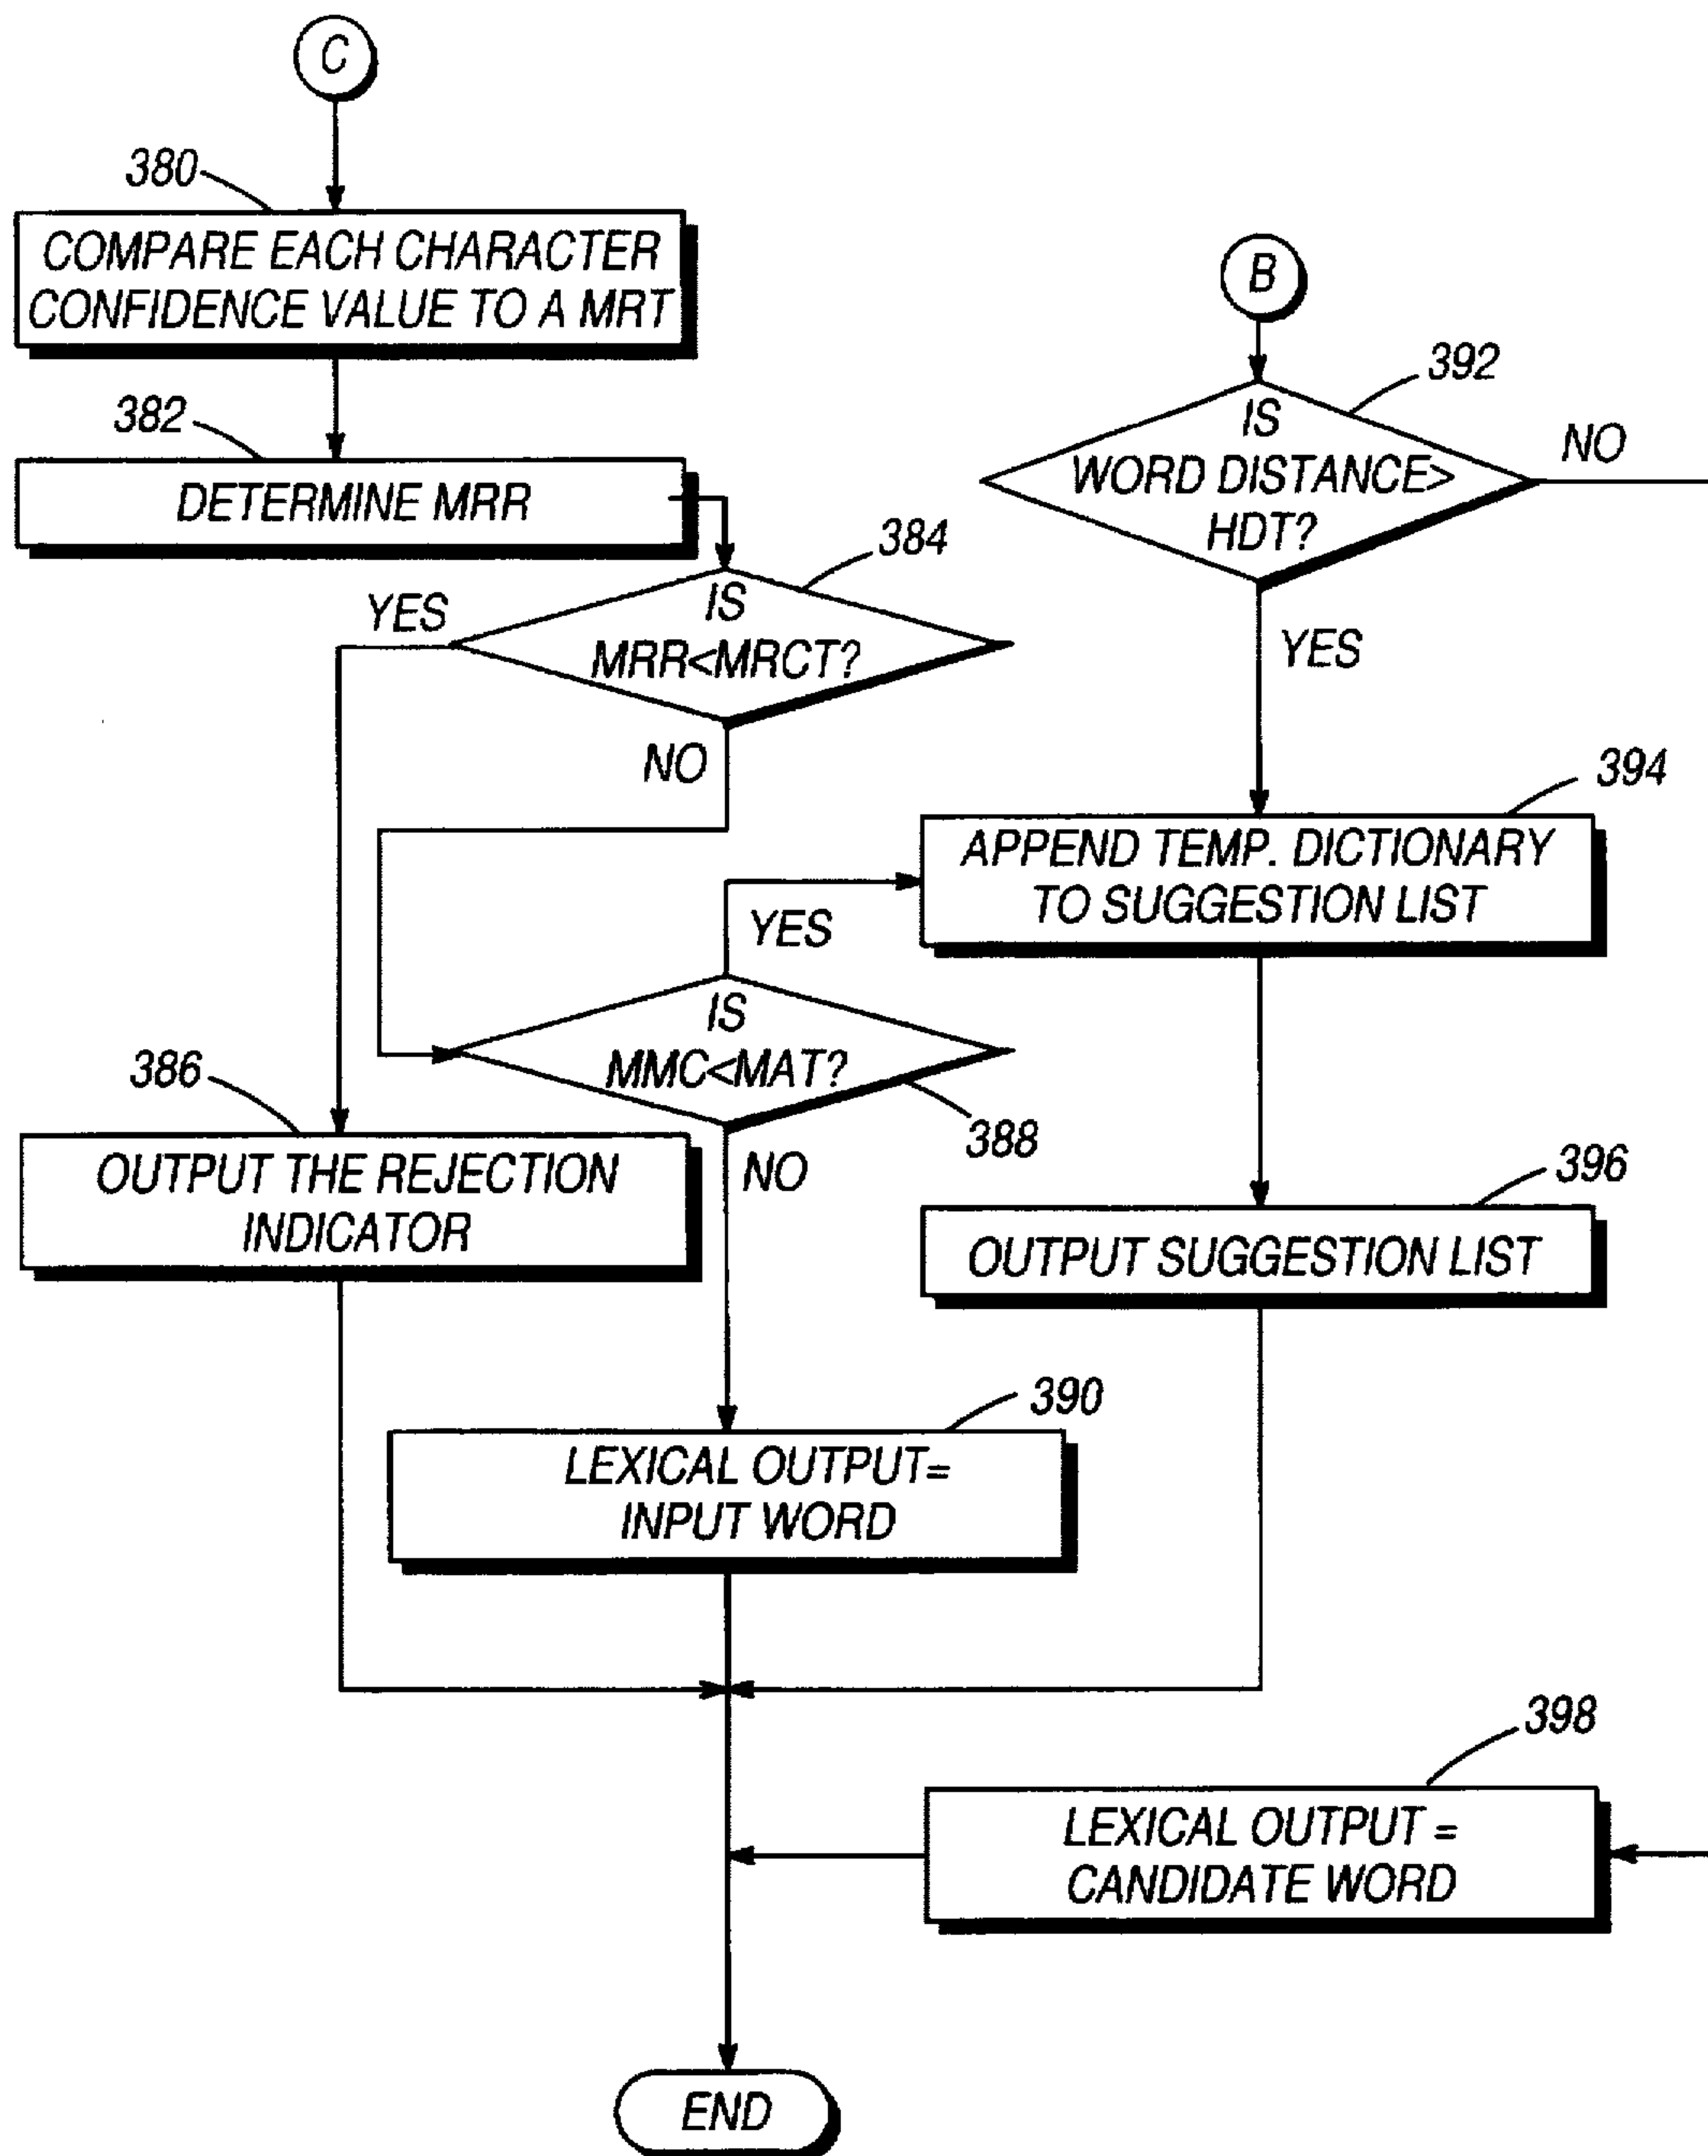 C
380
COMPARE EACH CHARACTER
CONFIDENCE VALUE TO A MRT
382
DETERMINE MRR
384
IS
MRR<MRCT?
YES
NO
386
OUTPUT THE REJECTION
INDICATOR
IS
MMC<MAT?
388
YES
NO
390
LEXICAL OUTPUT=
INPUT WORD
B
392
IS
WORD DISTANCE>
HDT?
NO
YES
394
APPEND TEMP. DICTIONARY
TO SUGGESTION LIST
396
OUTPUT SUGGESTION LIST
398
LEXICAL OUTPUT =
CANDIDATE WORD
END